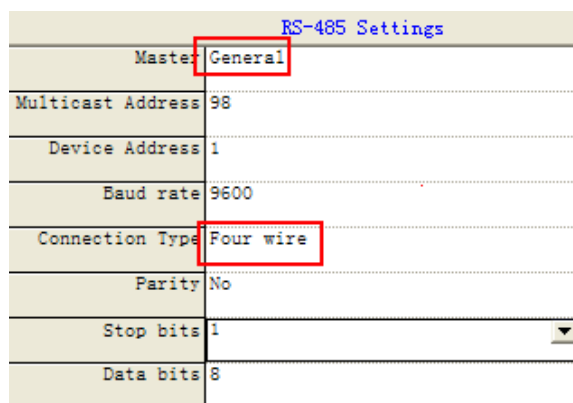 RS-485 Settings
Master General
Multicast Address 98
Device Address 1
Baud rate 9600
Connection Type Four wire
Parity No
Stop bits 1
Data bits 8